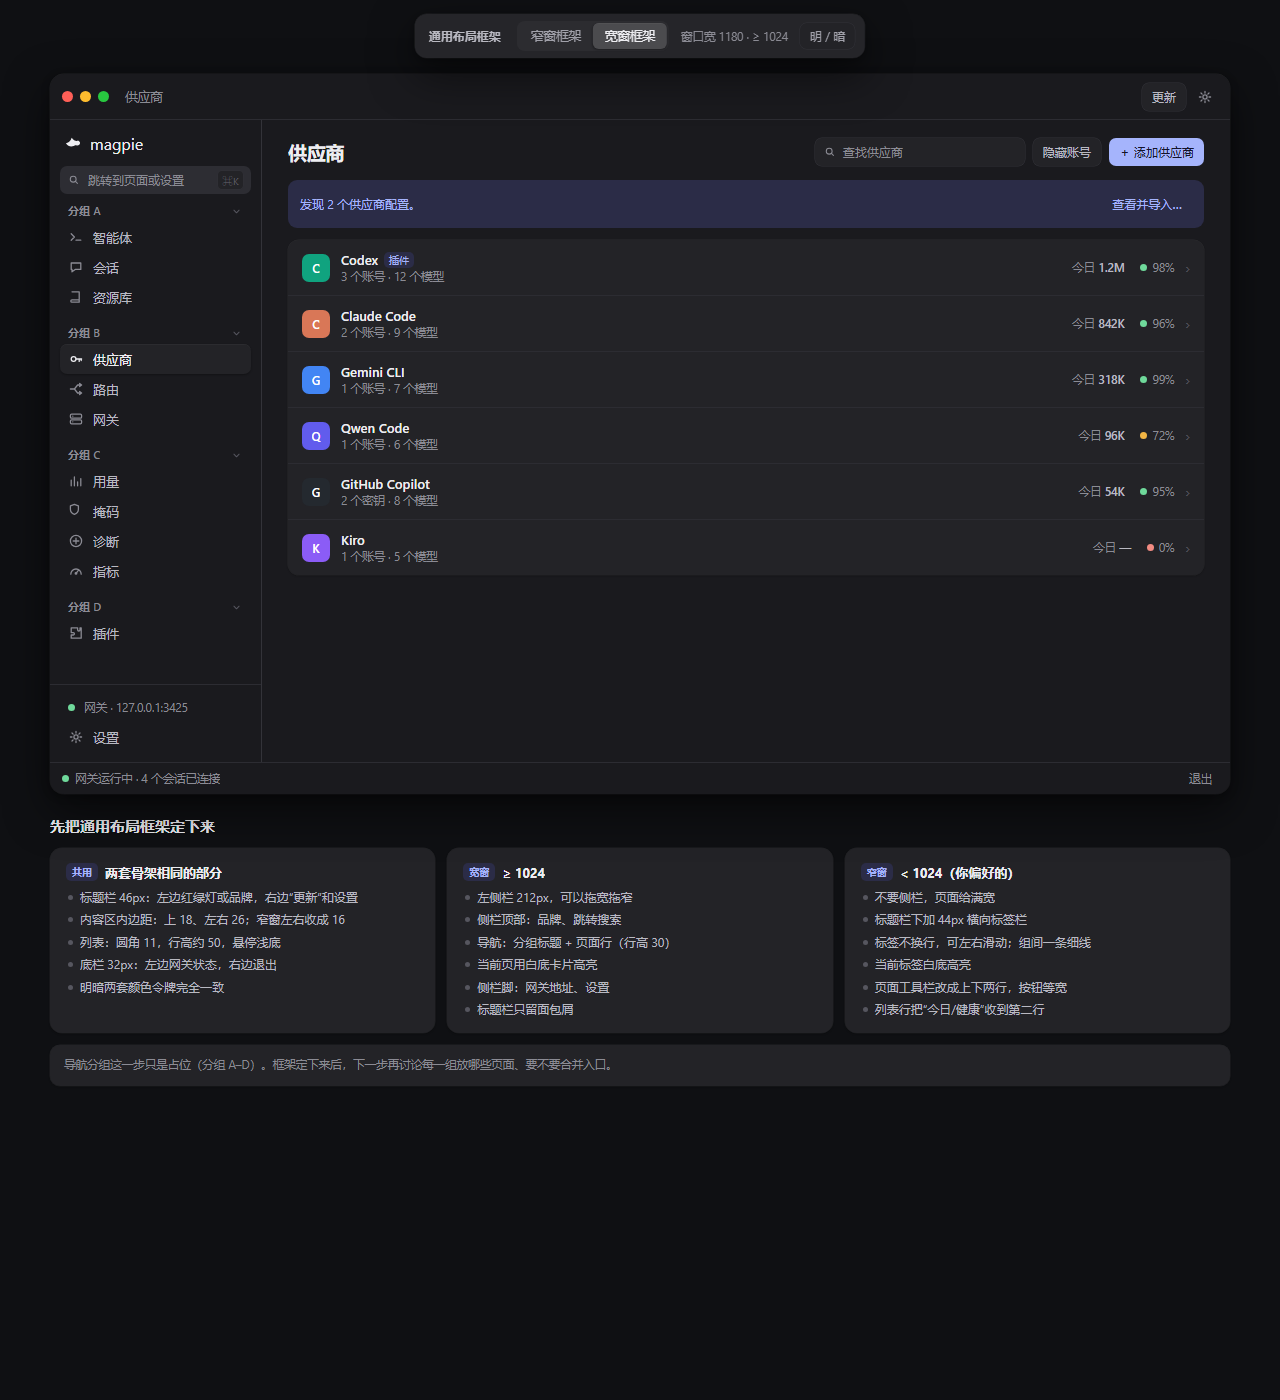 通用布局框架 窄窗框架 宽窗框架 窗口宽 1180 · ≥ 1024 明 / 暗
供应商 更新
magpie
跳转到页面或设置 ⌘K
分组 A
智能体
会话
资源库
分组 B
供应商
路由
网关
分组 C
用量
掩码
诊断
指标
分组 D
插件
网关 · 127.0.0.1:3425
设置
供应商 查找供应商 隐藏账号 + 添加供应商
发现 2 个供应商配置。 查看并导入...
C Codex 插件 今日 1.2M 98%
3 个账号 · 12 个模型
C Claude Code 今日 842K 96%
2 个账号 · 9 个模型
G Gemini CLI 今日 318K 99%
1 个账号 · 7 个模型
Q Qwen Code 今日 96K 72%
1 个账号 · 6 个模型
G GitHub Copilot 今日 54K 95%
2 个密钥 · 8 个模型
K Kiro 今日 — 0%
1 个账号 · 5 个模型
网关运行中 · 4 个会话已连接 退出
先把通用布局框架定下来
共用 两套骨架相同的部分
标题栏 46px：左边红绿灯或品牌，右边“更新”和设置
内容区内边距：上 18、左右 26；窄窗左右收成 16
列表：圆角 11，行高约 50，悬停浅底
底栏 32px：左边网关状态，右边退出
明暗两套颜色令牌完全一致
宽窗 ≥ 1024
左侧栏 212px，可以拖宽拖窄
侧栏顶部：品牌、跳转搜索
导航：分组标题 + 页面行（行高 30）
当前页用白底卡片高亮
侧栏脚：网关地址、设置
标题栏只留面包屑
窄窗 < 1024（你偏好的）
不要侧栏，页面给满宽
标题栏下加 44px 横向标签栏
标签不换行，可左右滑动；组间一条细线
当前标签白底高亮
页面工具栏改成上下两行，按钮等宽
列表行把“今日/健康”收到第二行
导航分组这一步只是占位（分组 A–D）。框架定下来后，下一步再讨论每一组放哪些页面、要不要合并入口。